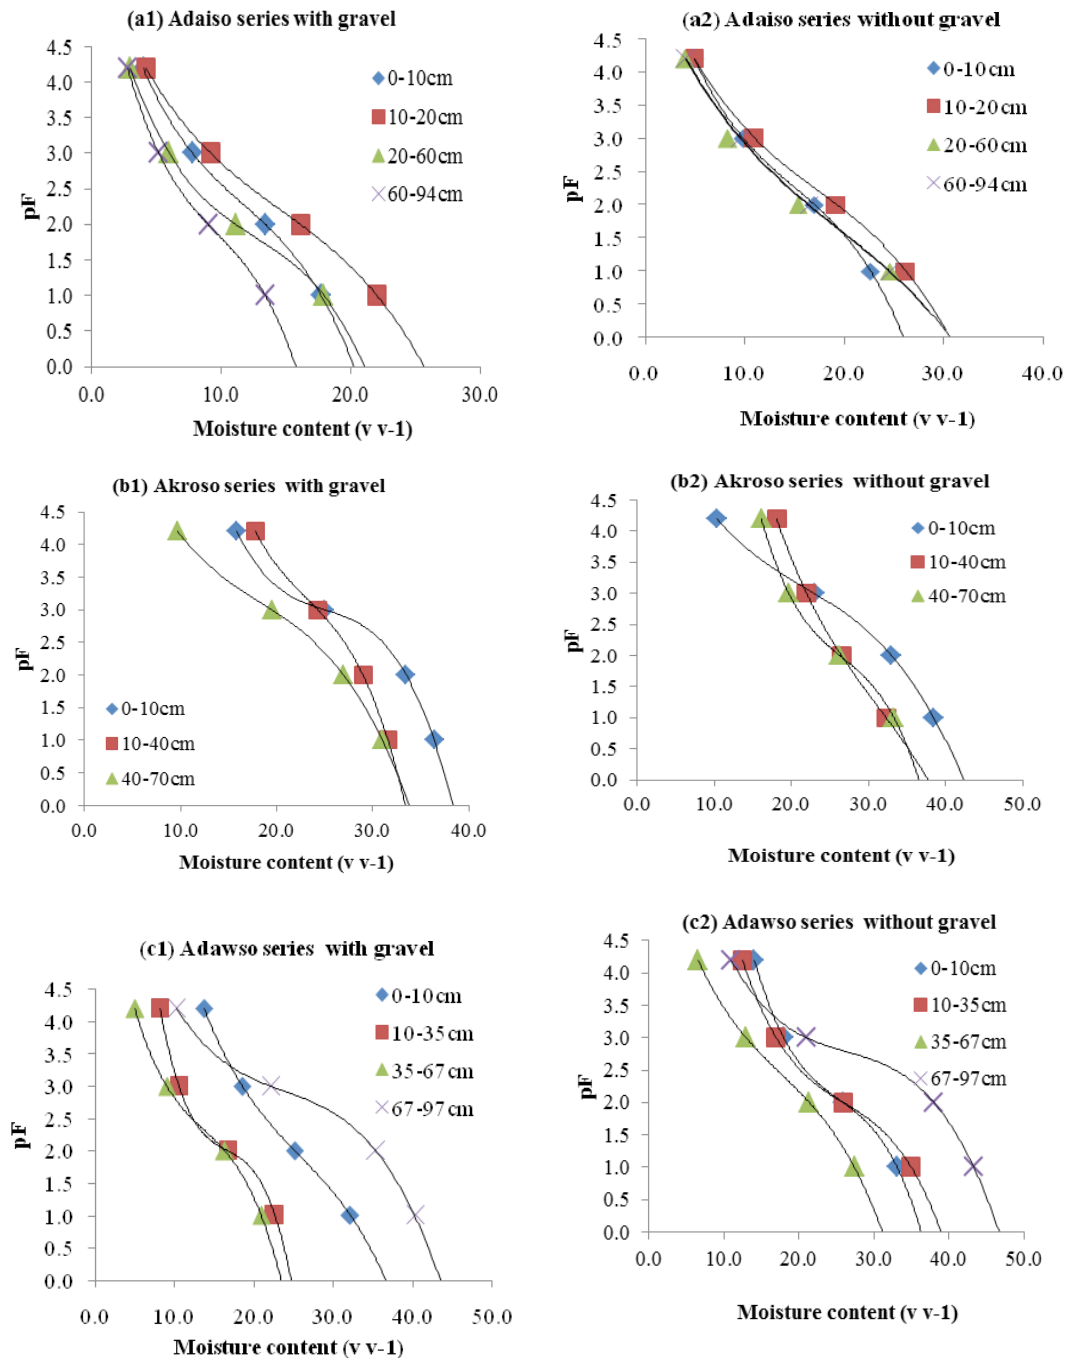 (a1) Adaiso series with gravel
4.5
4.0
3.5
3.0
2.5
2.0
1.5
1.0
0.5
0.0
pF
0.0 10.0 20.0 30.0
Moisture content (v v-1)
0-10cm
10-20cm
20-60cm
60-94cm
(a2) Adaiso series without gravel
4.5
4.0
3.5
3.0
2.5
2.0
1.5
1.0
0.5
0.0
pF
0.0 10.0 20.0 30.0 40.0
Moisture content (v v-1)
0-10cm
10-20cm
20-60cm
60-94cm
(b1) Akroso series with gravel
4.5
4.0
3.5
3.0
2.5
2.0
1.5
1.0
0.5
0.0
pF
0.0 10.0 20.0 30.0 40.0
Moisture content (v v-1)
0-10cm
10-40cm
40-70cm
(b2) Akroso series without gravel
4.5
4.0
3.5
3.0
2.5
2.0
1.5
1.0
0.5
0.0
pF
0.0 10.0 20.0 30.0 40.0 50.0
Moisture content (v v-1)
0-10cm
10-40cm
40-70cm
(c1) Adawso series with gravel
4.5
4.0
3.5
3.0
2.5
2.0
1.5
1.0
0.5
0.0
pF
0.0 10.0 20.0 30.0 40.0 50.0
Moisture content (v v-1)
0-10cm
10-35cm
35-67cm
67-97cm
(c2) Adawso series without gravel
4.5
4.0
3.5
3.0
2.5
2.0
1.5
1.0
0.5
0.0
pF
0.0 10.0 20.0 30.0 40.0 50.0
Moisture content (v v-1)
0-10cm
10-35cm
35-67cm
67-97cm